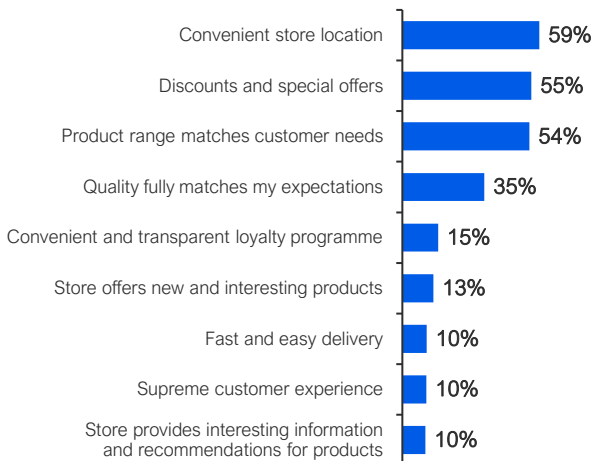 Convenient store location 59%
Discounts and special offers 55%
Product range matches customer needs 54%
Quality fully matches my expectations 35%
Convenient and transparent loyalty programme 15%
Store offers new and interesting products 13%
Fast and easy delivery 10%
Supreme customer experience 10%
Store provides interesting information
and recommendations for products 10%